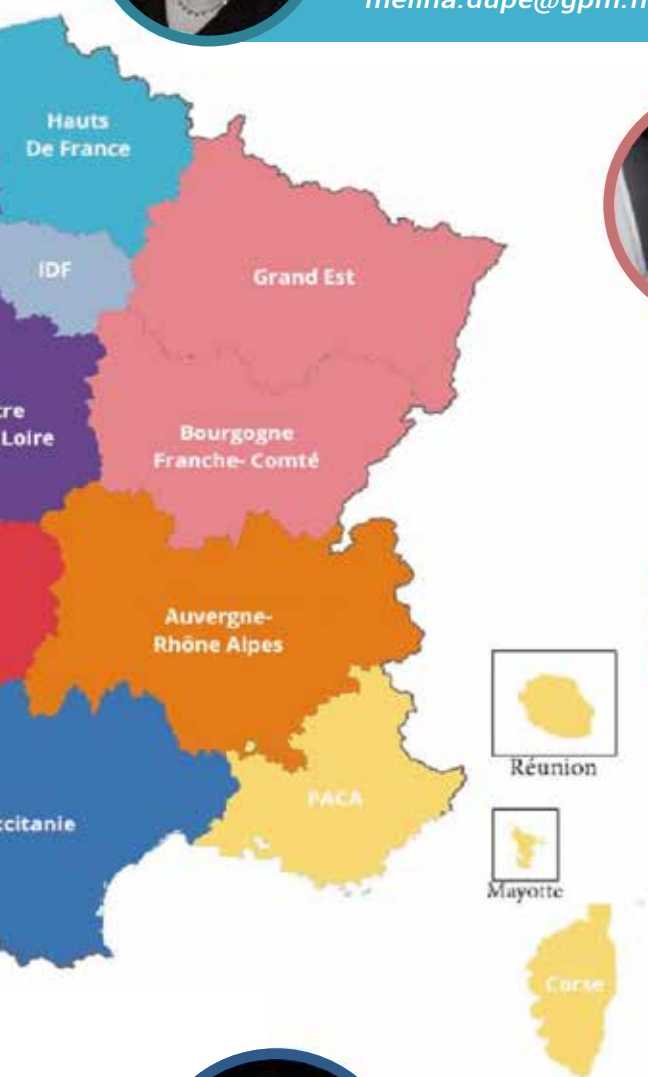 Hauts
De France
IDF
Grand Est
Loire
Bourgogne
Franche- Comté
Auvergne-
Rhône Alpes
Réunion
PACA
Mayotte
Corse